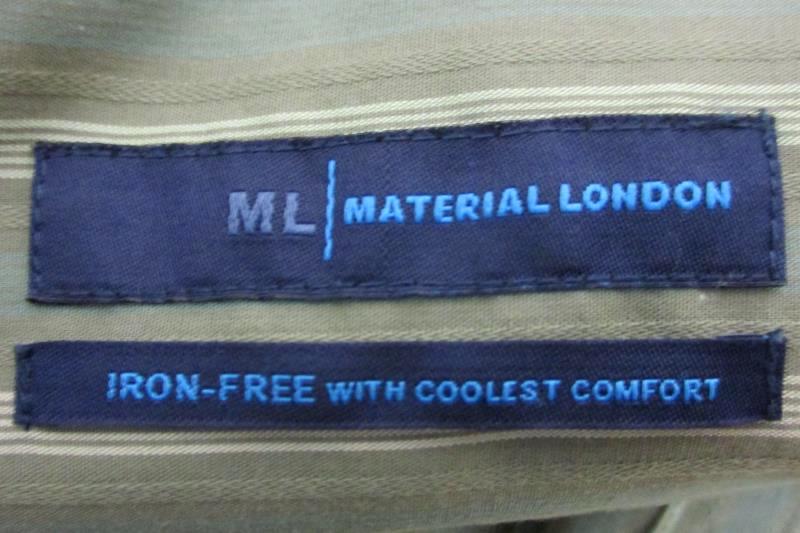 ML MATERIAL LONDON
IRON-FREE WITH COOLEST COMFORT